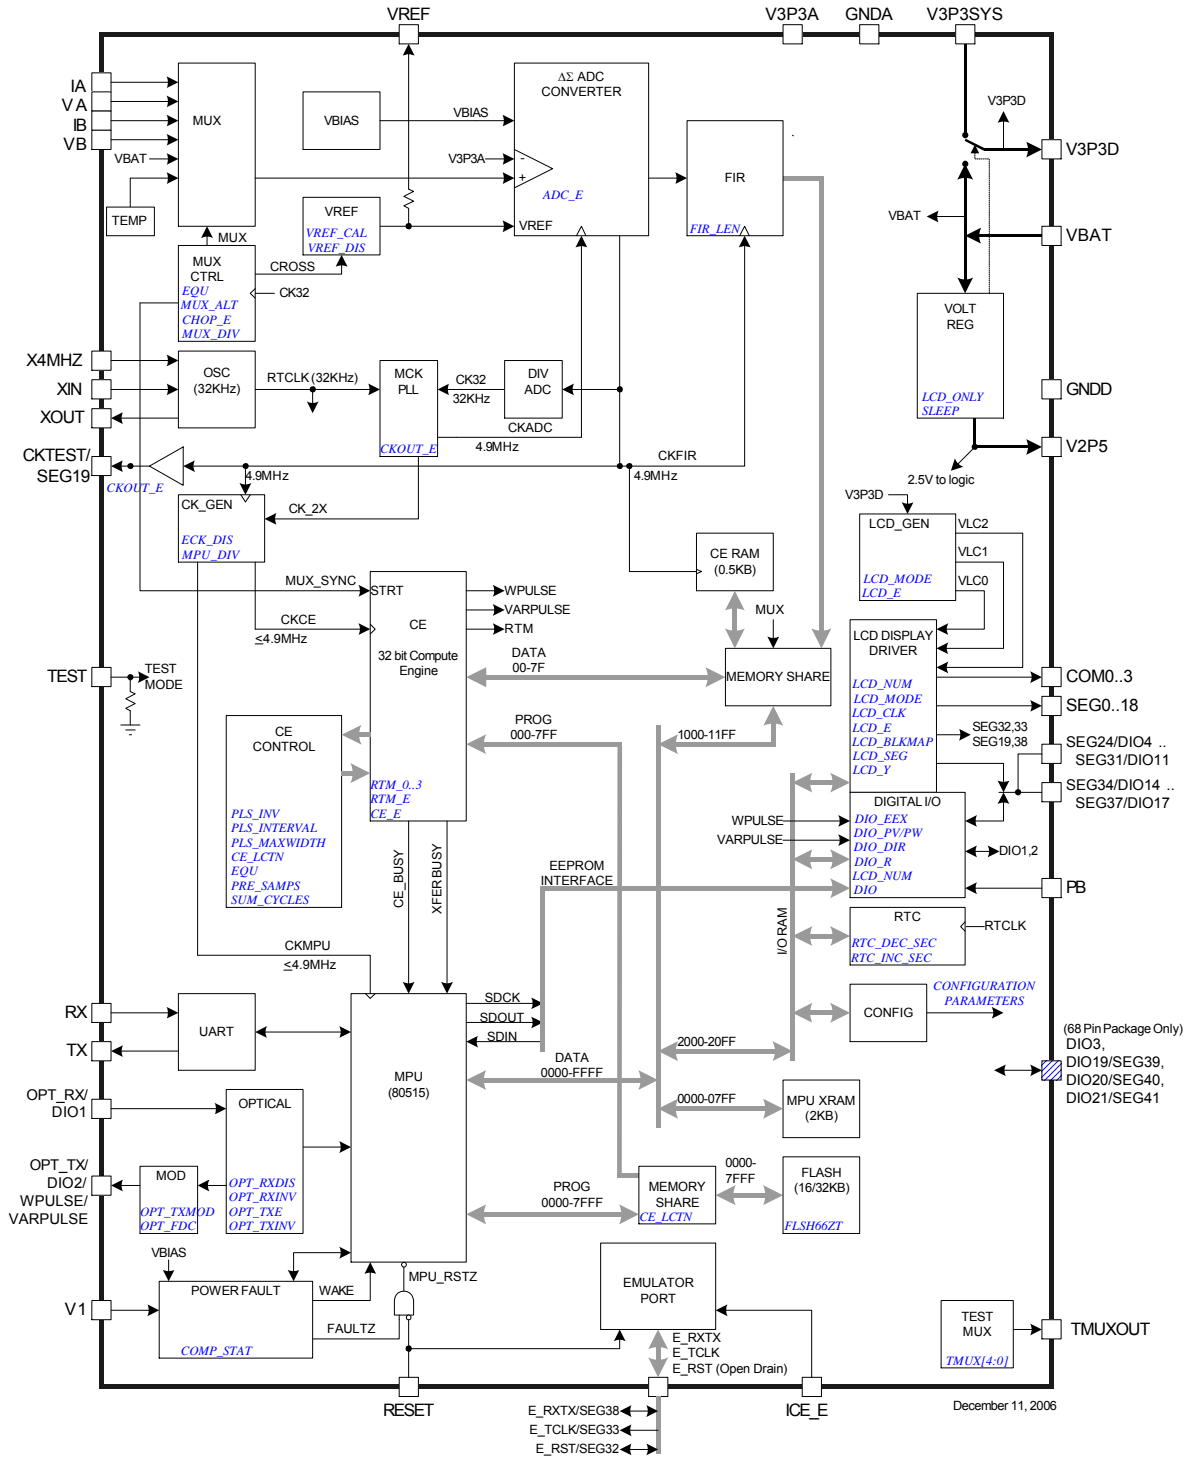 VREF
V3P3A
GNDA
V3P3SYS
IA
VA
IB
VB
VBAT
TEMP
MUX
VBIAS
VBIAS
V3P3A
ΔΣ ADC
CONVERTER
-
+
ADC_E
VREF
FIR
FIR_LEN
V3P3D
V3P3D
VBAT
VBAT
VREF
VREF_CAL
VREF_DIS
MUX
MUX
CTRL
EQU
MUX_ALT
CHOP_E
MUX_DIV
CROSS
CK32
VOLT
REG
LCD_ONLY
SLEEP
GNDD
V2P5
2.5V to logic
X4MHZ
XIN
XOUT
OSC
(32KHz)
RTCLK (32KHz)
MCK
PLL
CKOUT_E
CK32
32KHz
DIV
ADC
CKADC
4.9MHz
CKTEST/
SEG19
CKOUT_E
4.9MHz
CKFIR
4.9MHz
CK_GEN
ECK_DIS
MPU_DIV
CK_2X
V3P3D
LCD_GEN
LCD_MODE
LCD_E
VLC2
VLC1
VLC0
CE RAM
(0.5KB)
MUX_SYNC
STRT
CE
32 bit Compute
Engine
RTM_0..3
RTM_E
CE_E
WPULSE
VARPULSE
RTM
CKCE
≤4.9MHz
DATA
00-7F
MUX
MEMORY SHARE
LCD DISPLAY
DRIVER
LCD_NUM
LCD_MODE
LCD_CLK
LCD_E
LCD_BLKMAP
LCD_SEG
LCD_Y
COM0..3
SEG0..18
SEG32,33
SEG19,38
SEG24/DIO4 ..
SEG31/DIO11
SEG34/DIO14 ..
SEG37/DIO17
TEST
TEST
MODE
CE
CONTROL
PLS_INV
PLS_INTERVAL
PLS_MAXWIDTH
CE_LCTN
EQU
PRE_SAMPS
SUM_CYCLES
PROG
000-7FF
1000-11FF
DIGITAL I/O
DIO_EEX
DIO_PV/PW
DIO_DIR
DIO_R
LCD_NUM
DIO
WPULSE
VARPULSE
DIO1,2
PB
CE_BUSY
XFER BUSY
EEPROM
INTERFACE
I/O RAM
RTC
RTC_DEC_SEC
RTC_INC_SEC
RTCLK
CKMPU
≤4.9MHz
CONFIG
CONFIGURATION
PARAMETERS
RX
TX
UART
MPU
(80515)
SDCK
SDOUT
SDIN
DATA
0000-FFFF
2000-20FF
0000-07FF
MPU XRAM
(2KB)
(68 Pin Package Only)
DIO3,
DIO19/SEG39,
DIO20/SEG40,
DIO21/SEG41
OPT_RX/
DIO1
OPTICAL
OPT_RXDIS
OPT_RXINV
OPT_TXE
OPT_TXINV
OPT_TX/
DIO2/
WPULSE/
VARPULSE
MOD
OPT_TXMOD
OPT_FDC
PROG
0000-7FFF
MEMORY
SHARE
CE_LCTN
0000-
7FFF
FLASH
(16/32KB)
FLSH66ZT
VBIAS
V1
POWER FAULT
COMP_STAT
WAKE
FAULTZ
MPU_RSTZ
EMULATOR
PORT
E_RXTX
E_TCLK
E_RST (Open Drain)
TEST
MUX
TMUX[4:0]
TMUXOUT
RESET
ICE_E
December 11, 2006
E_RXTX/SEG38
E_TCLK/SEG33
E_RST/SEG32